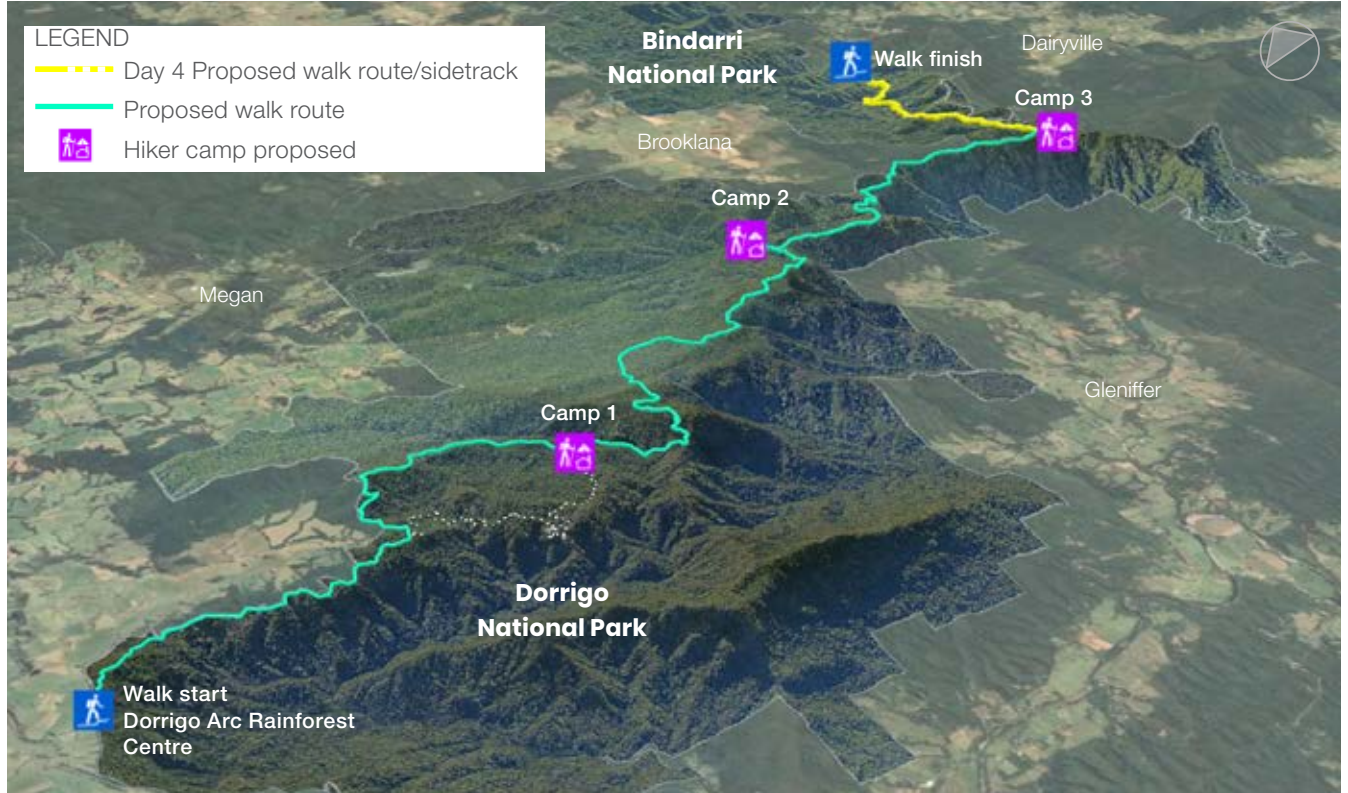 LEGEND
Day 4 Proposed walk route/sidetrack
Proposed walk route
Hiker camp proposed
Bindarri
National Park
Walk finish
Dairyville
Camp 3
Brooklana
Camp 2
Megan
Gleniffer
Camp 1
Dorrigo
National Park
Walk start
Dorrigo Arc Rainforest
Centre